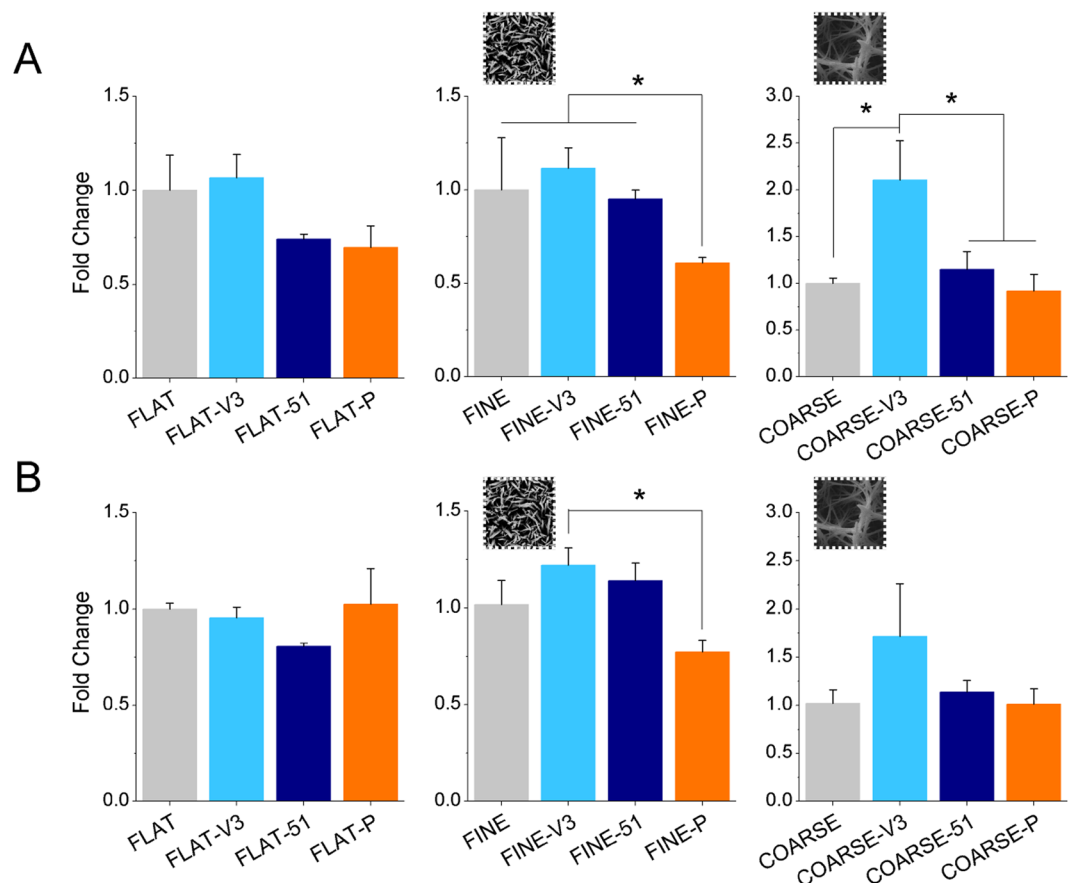 A
*
*
*
Fold Change
1.5
1.0
0.5
0.0
FLAT
FLAT-V3
FLAT-51
FLAT-P
1.5
1.0
0.5
0.0
FINE
FINE-V3
FINE-51
FINE-P
3.0
2.5
2.0
1.5
1.0
0.5
0.0
COARSE
COARSE-V3
COARSE-51
COARSE-P
B
*
Fold Change
1.5
1.0
0.5
0.0
FLAT
FLAT-V3
FLAT-51
FLAT-P
1.5
1.0
0.5
0.0
FINE
FINE-V3
FINE-51
FINE-P
3.0
2.5
2.0
1.5
1.0
0.5
0.0
COARSE
COARSE-V3
COARSE-51
COARSE-P